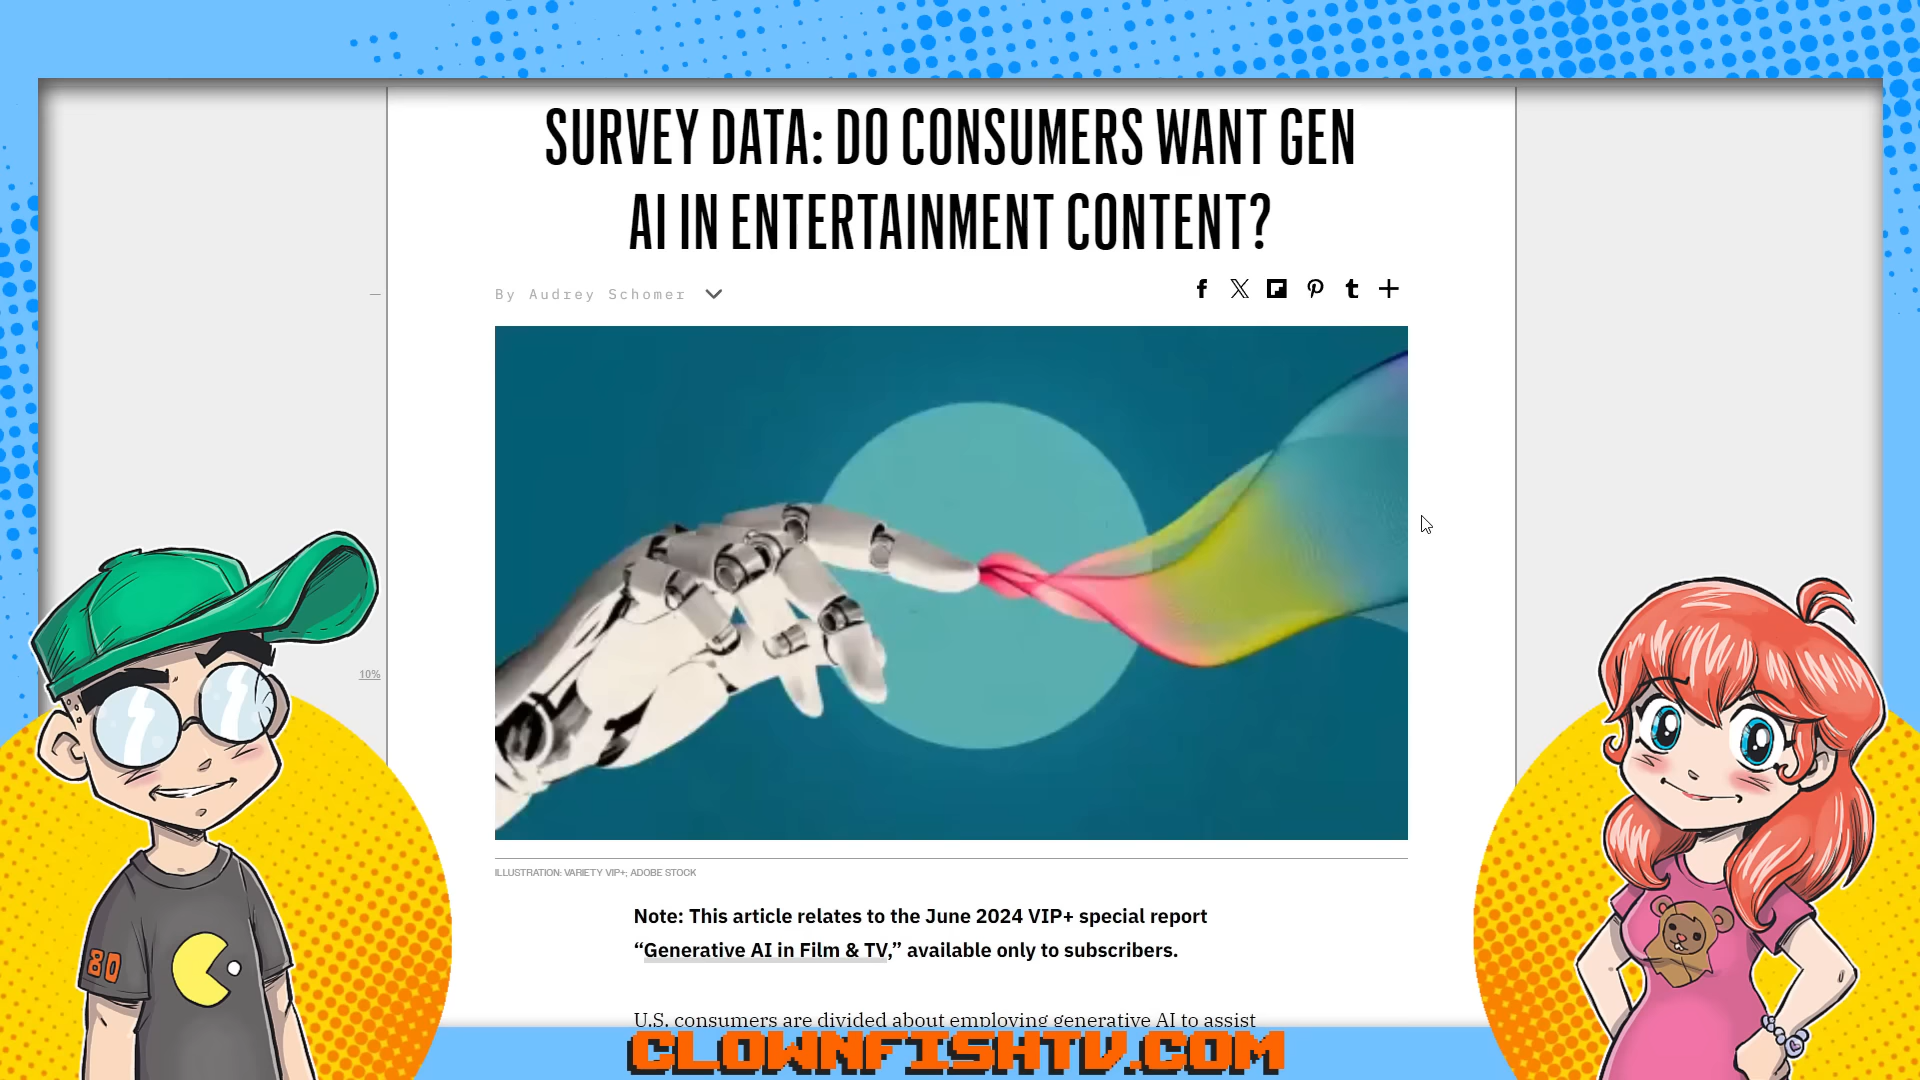 SURVEY DATA: DO CONSUMERS WANT GEN
AI IN ENTERTAINMENT CONTENT?
By Audrey Schomer
10%
ILLUSTRATION: VARIETY VIP+; ADOBE STOCK
Note: This article relates to the June 2024 VIP+ special report
“Generative AI in Film & TV,” available only to subscribers.
U.S. consumers are divided about employing generative AI to assist
80
CLOWNFISHTV.COM